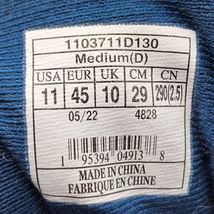 1103711D130
Medium(D)
USA EUR UK CM CN
11 45 10 29 290(2.5)
05/22 4828
1 95394 04913 8
MADE IN CHINA
FABRIQUE EN CHINE